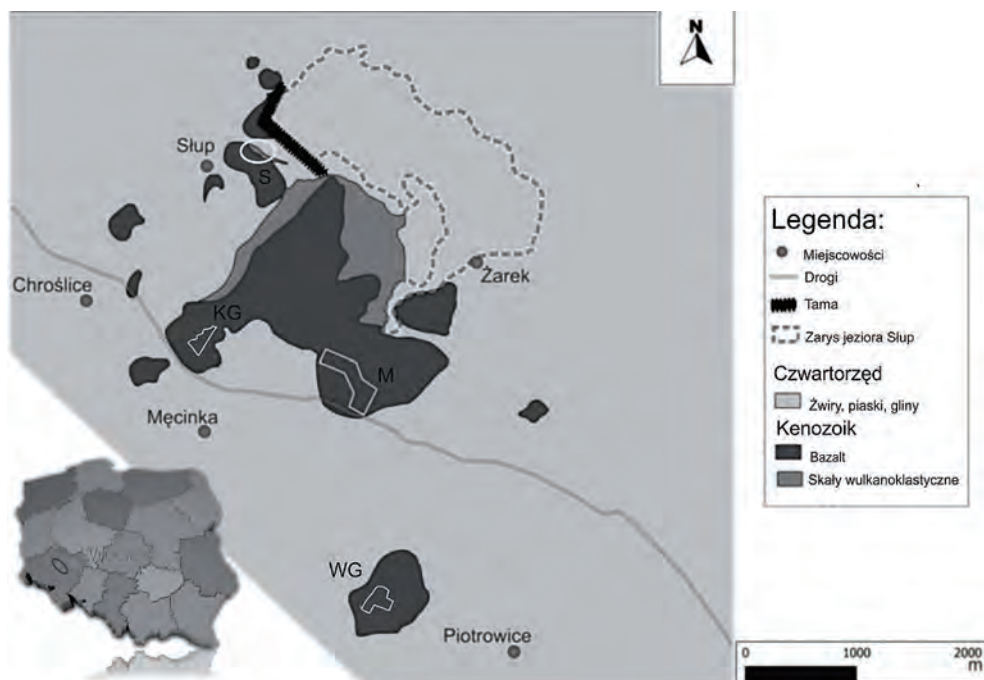 N
Słup
S
Żarek
Chroślice
KG
M
Męcinka
WG
Piotrowice
Legenda:
Miejscowości
Drogi
Tama
Zarys jeziora Słup
Czwartorzęd
Żwiry, piaski, gliny
Kenozoik
Bazalt
Skały wulkanoklastyczne
0 1000 2000
m